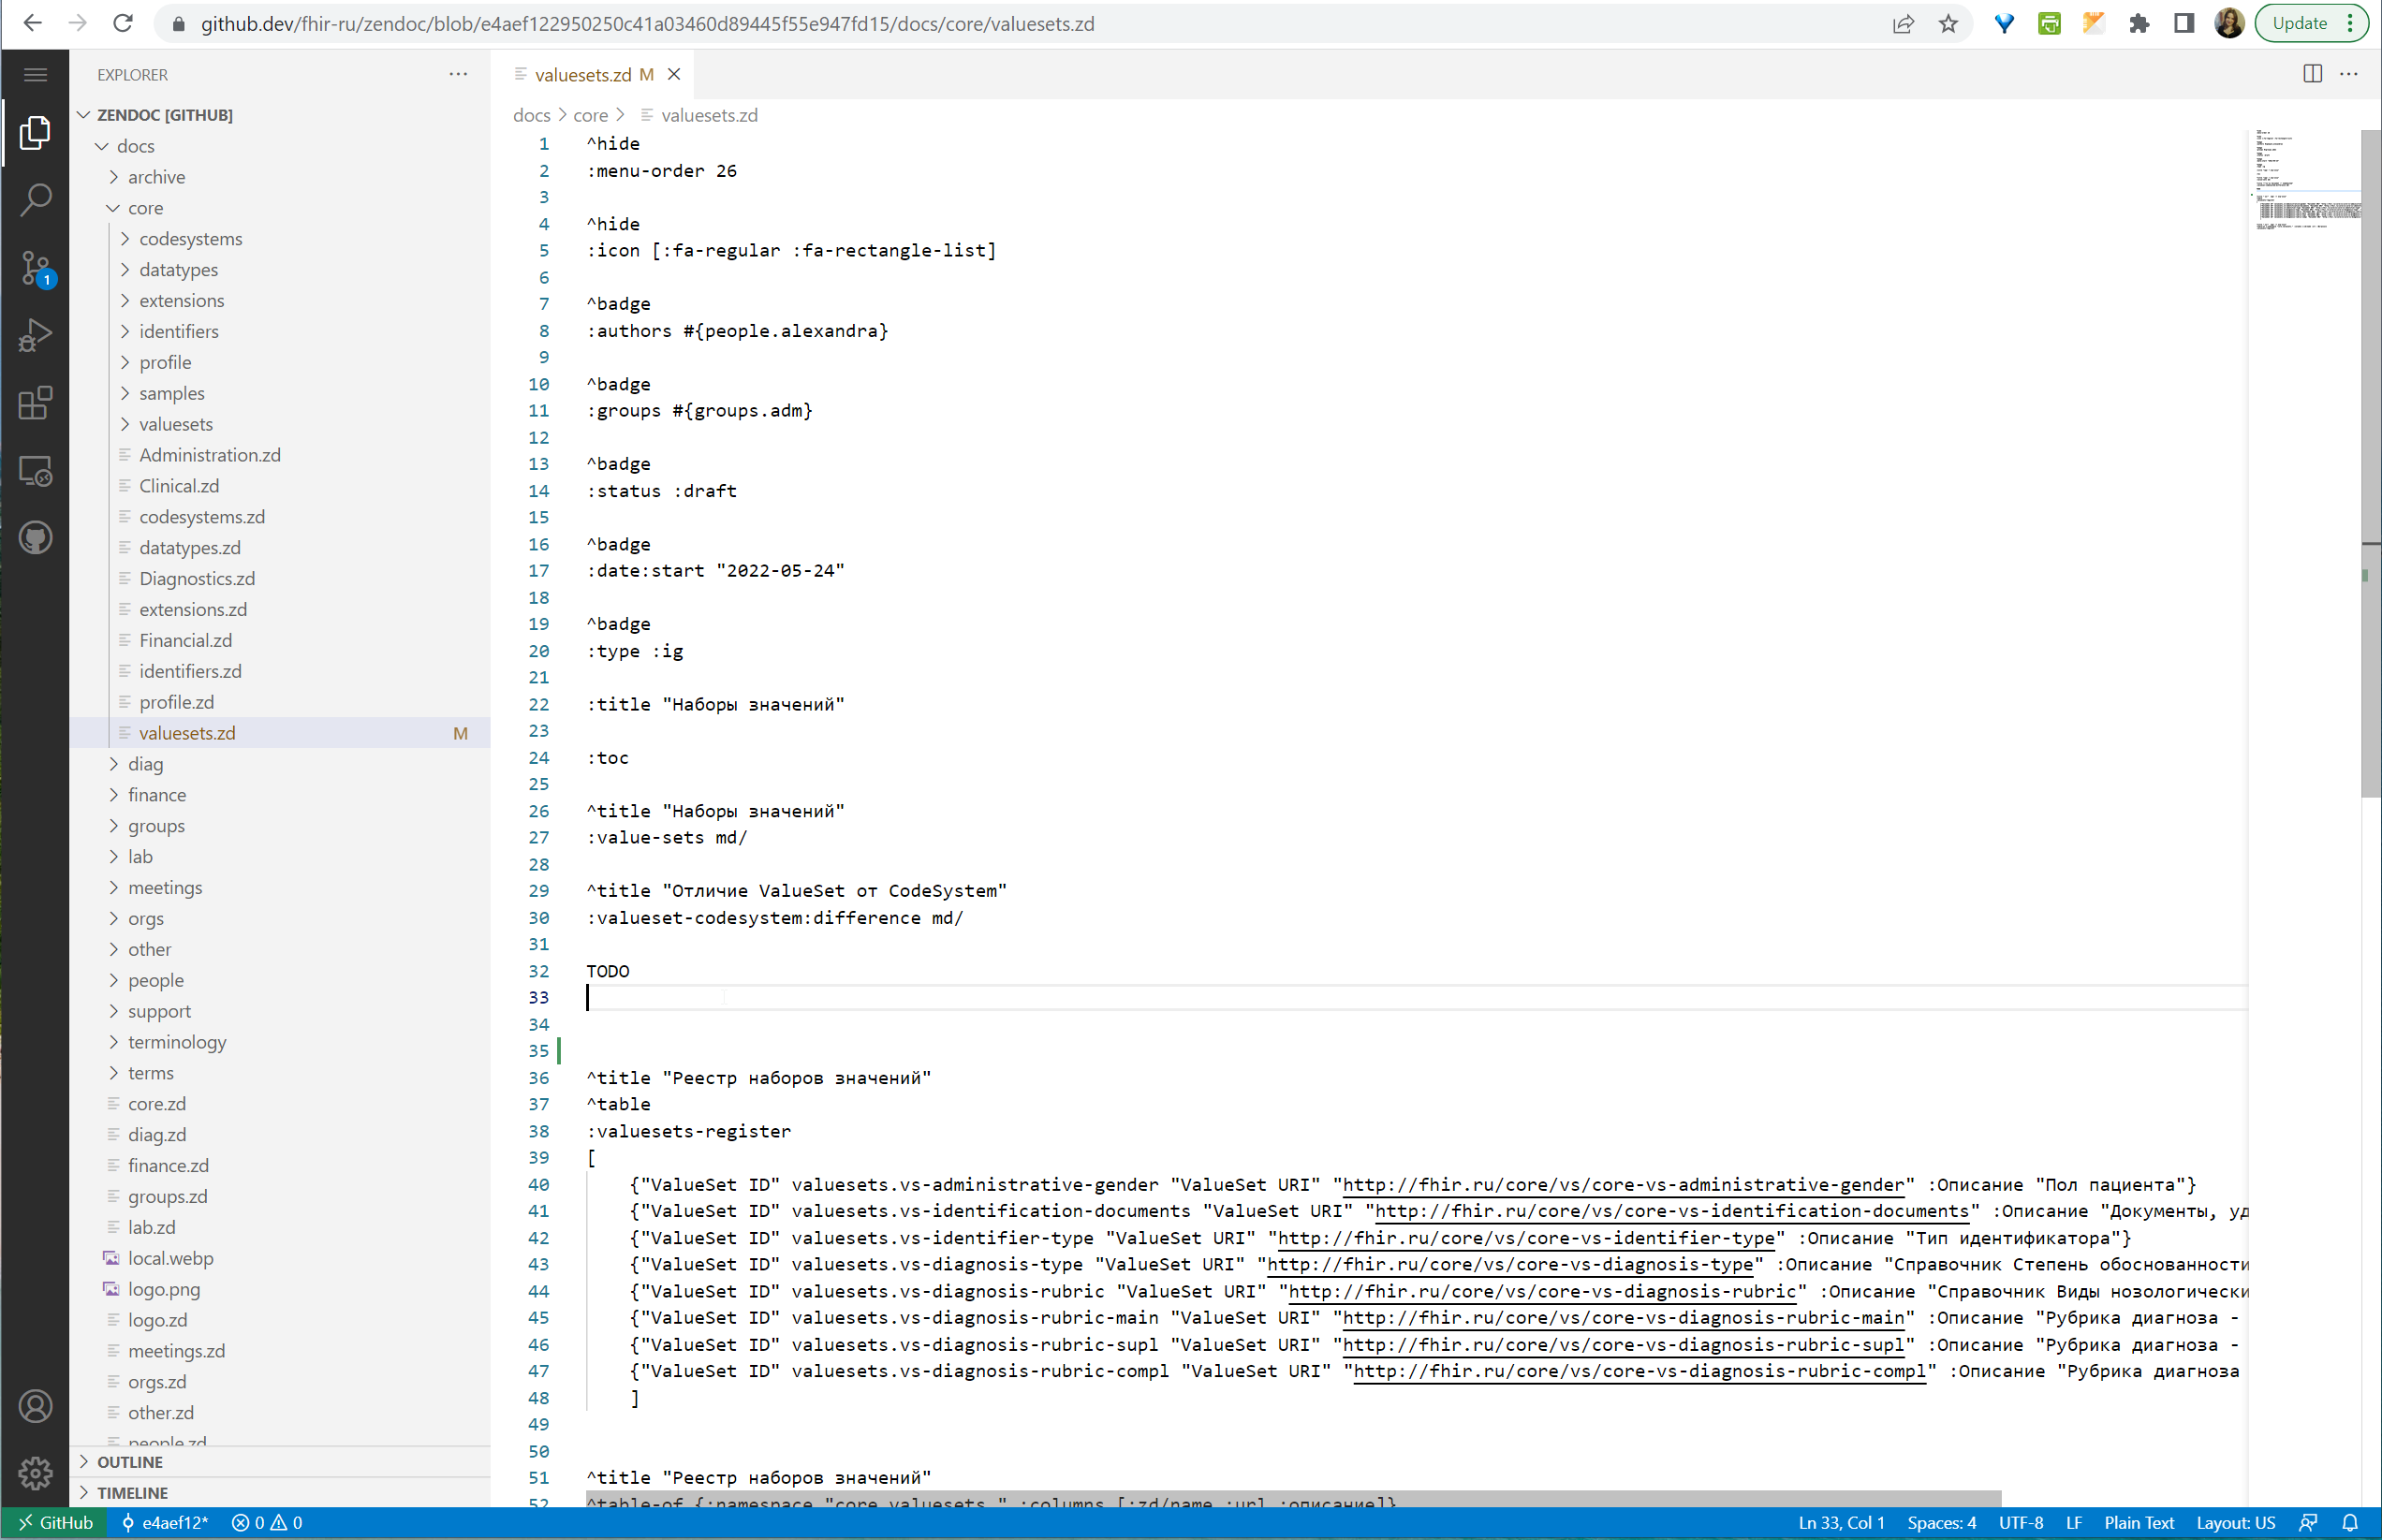 github.dev/fhir-ru/zendoc/blob/e4aef122950250c41a03460d89445f55e947fd15/docs/core/valuesets.zd
Update
EXPLORER
ZENDOC [GITHUB]
docs
archive
core
codesystems
datatypes
extensions
identifiers
profile
samples
valuesets
Administration.zd
Clinical.zd
codesystems.zd
datatypes.zd
Diagnostics.zd
extensions.zd
Financial.zd
identifiers.zd
profile.zd
valuesets.zd M
diag
finance
groups
lab
meetings
orgs
other
people
support
terminology
terms
core.zd
diag.zd
finance.zd
groups.zd
lab.zd
local.webp
logo.png
logo.zd
meetings.zd
orgs.zd
other.zd
people.zd
OUTLINE
TIMELINE
1
valuesets.zd M
docs > core > valuesets.zd
1 ^hide
2 :menu-order 26
3
4 ^hide
5 :icon [:fa-regular :fa-rectangle-list]
6
7 ^badge
8 :authors #{people.alexandra}
9
10 ^badge
11 :groups #{groups.adm}
12
13 ^badge
14 :status :draft
15
16 ^badge
17 :date:start "2022-05-24"
18
19 ^badge
20 :type :ig
21
22 :title "Наборы значений"
23
24 :toc
25
26 ^title "Наборы значений"
27 :value-sets md/
28
29 ^title "Отличие ValueSet от CodeSystem"
30 :valueset-codesystem:difference md/
31
32 TODO
33
34
35
36 ^title "Реестр наборов значений"
37 ^table
38 :valuesets-register
39 [
40 {"ValueSet ID" valuesets.vs-administrative-gender "ValueSet URI" "http://fhir.ru/core/vs/core-vs-administrative-gender" :Описание "Пол пациента"}
41 {"ValueSet ID" valuesets.vs-identification-documents "ValueSet URI" "http://fhir.ru/core/vs/core-vs-identification-documents" :Описание "Документы, уд
42 {"ValueSet ID" valuesets.vs-identifier-type "ValueSet URI" "http://fhir.ru/core/vs/core-vs-identifier-type" :Описание "Тип идентификатора"}
43 {"ValueSet ID" valuesets.vs-diagnosis-type "ValueSet URI" "http://fhir.ru/core/vs/core-vs-diagnosis-type" :Описание "Справочник Степень обоснованности
44 {"ValueSet ID" valuesets.vs-diagnosis-rubric "ValueSet URI" "http://fhir.ru/core/vs/core-vs-diagnosis-rubric" :Описание "Справочник Виды нозологически
45 {"ValueSet ID" valuesets.vs-diagnosis-rubric-main "ValueSet URI" "http://fhir.ru/core/vs/core-vs-diagnosis-rubric-main" :Описание "Рубрика диагноза -
46 {"ValueSet ID" valuesets.vs-diagnosis-rubric-supl "ValueSet URI" "http://fhir.ru/core/vs/core-vs-diagnosis-rubric-supl" :Описание "Рубрика диагноза -
47 {"ValueSet ID" valuesets.vs-diagnosis-rubric-compl "ValueSet URI" "http://fhir.ru/core/vs/core-vs-diagnosis-rubric-compl" :Описание "Рубрика диагноза
48 ]
49
50
51 ^title "Реестр наборов значений"
52 ^table-of {:namespace "core.valuesets." :columns [:zd/name :url :описание]}
GitHub e4aef12* 0 0 Ln 33, Col 1 Spaces: 4 UTF-8 LF Plain Text Layout: US